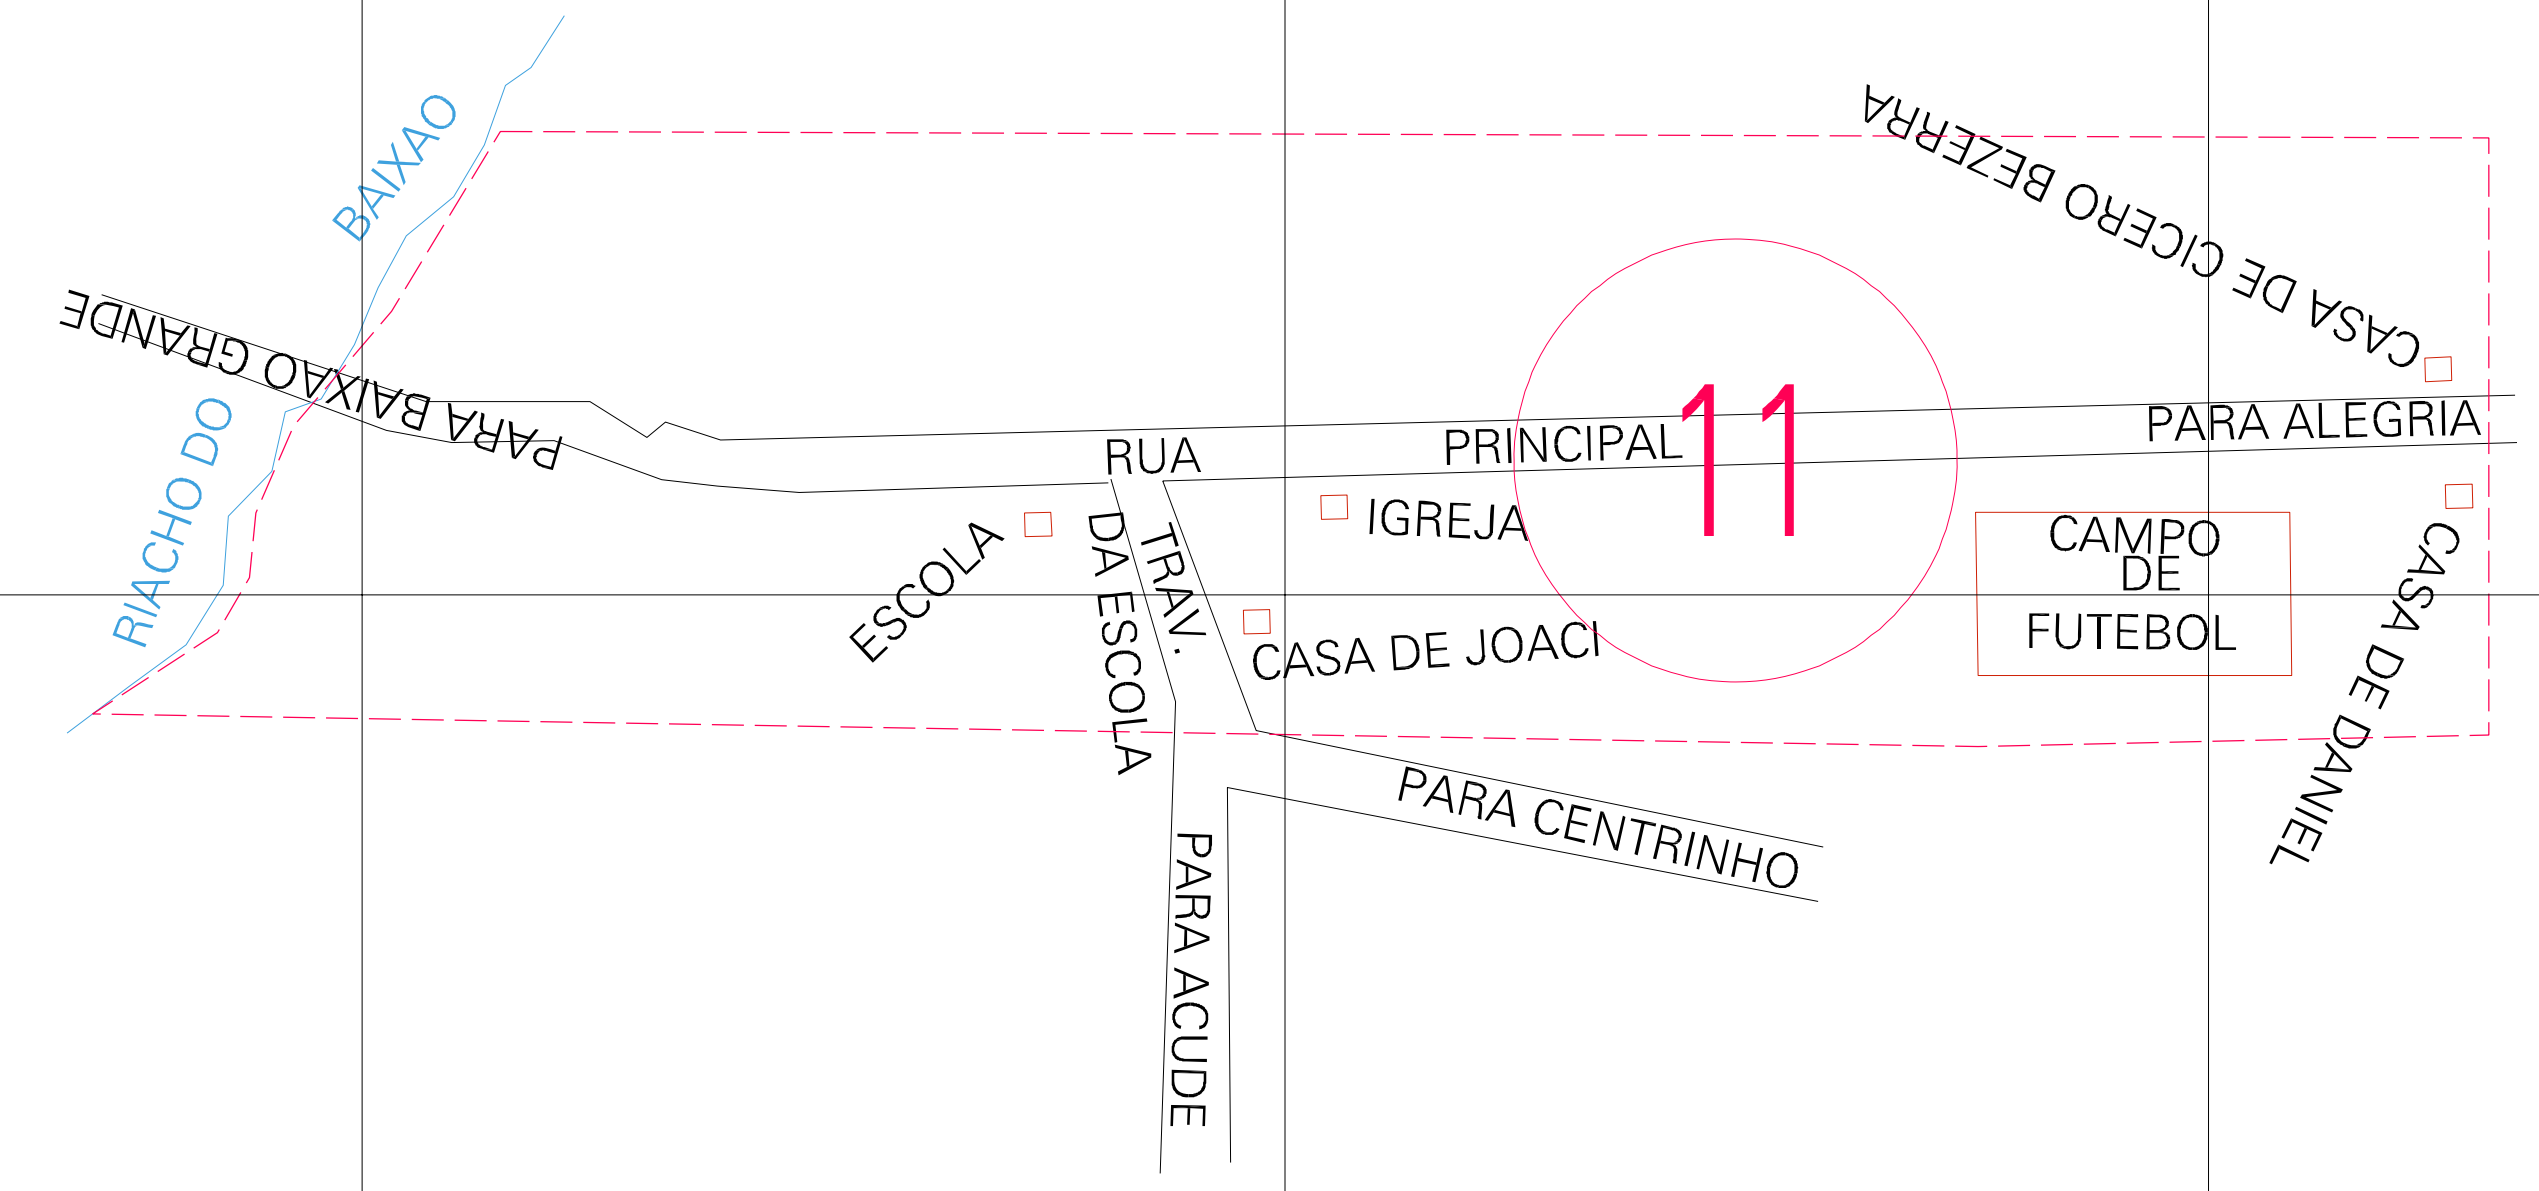 RIACHO DO BAIXAO
PARA BAIXAO GRANDE
RUA PRINCIPAL
PARA ALEGRIA
CASA DE CICERO BEZERRA
11
ESCOLA
TRAV.
DA ESCOLA
IGREJA
CASA DE JOACI
CAMPO
DE
FUTEBOL
CASA DE DANIEL
PARA CENTRINHO
PARA ACUDE